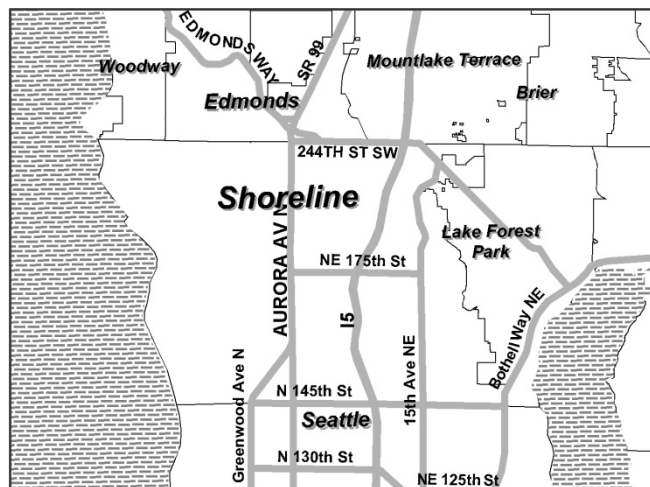 EDMONDS WAY
SR 99
Woodway
Mountlake Terrace
Edmonds
Brier
244TH ST SW
Shoreline
AURORA AV N
Lake Forest
Park
NE 175th St
I5
Bothell Way NE
15th Ave NE
Greenwood Ave N
N 145th St
Seattle
N 130th St
NE 125th St